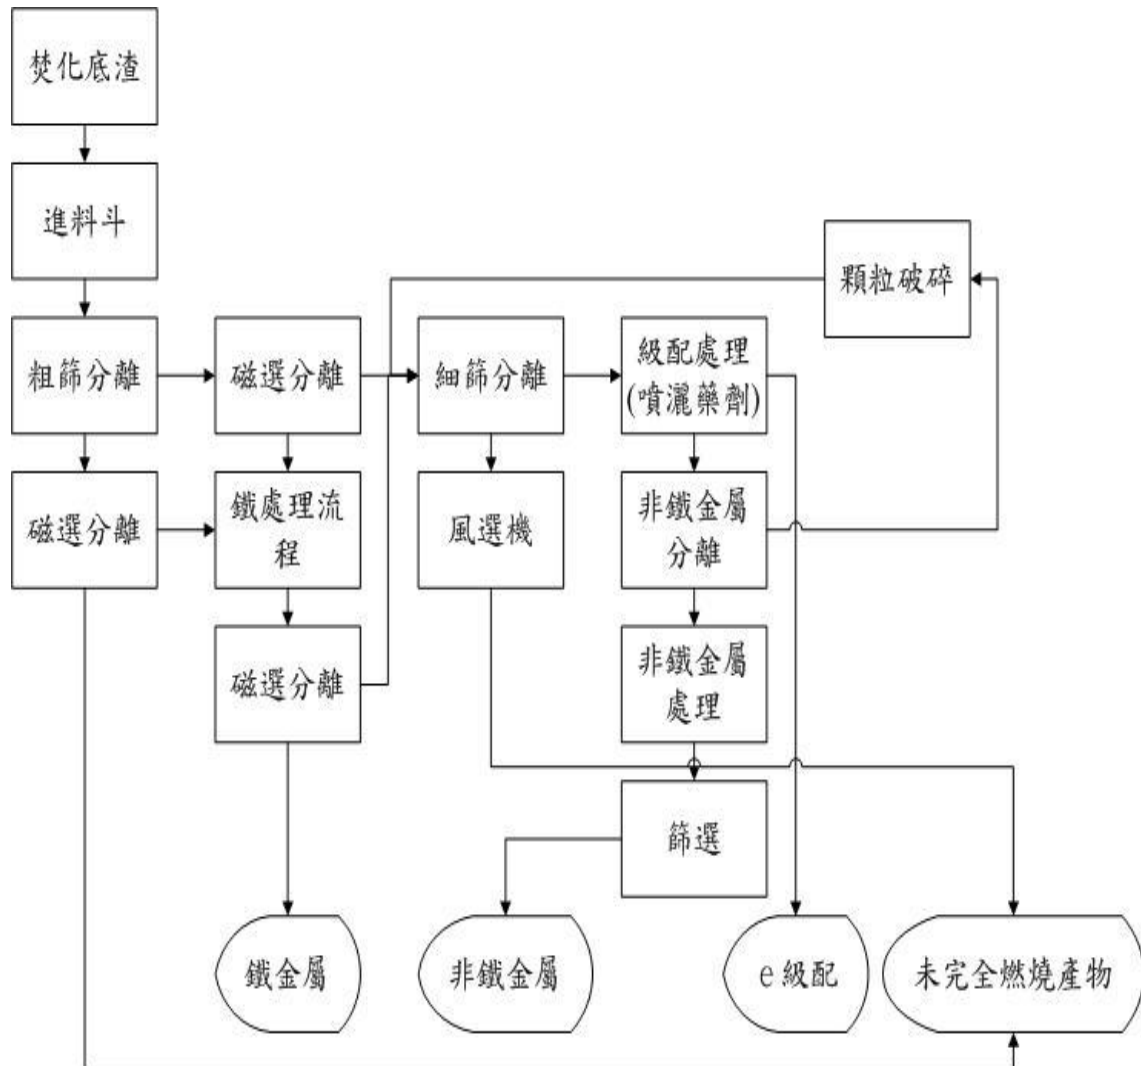 焚化底渣
進料斗
顆粒破碎
粗篩分離
磁選分離
細篩分離
級配處理
(噴灑藥劑)
磁選分離
鐵處理流
程
風選機
非鐵金屬
分離
磁選分離
非鐵金屬
處理
篩選
鐵金屬
非鐵金屬
e級配
未完全燃燒產物